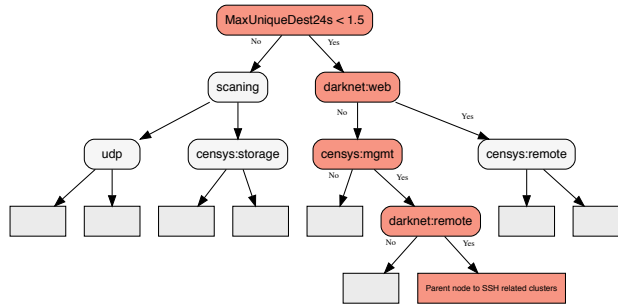 MaxUniqueDest24s < 1.5
No
Yes
scaning
darknet:web
No
Yes
udp
censys:storage
censys:mgmt
censys:remote
No
Yes
darknet:remote
No
Yes
Parent node to SSH related clusters